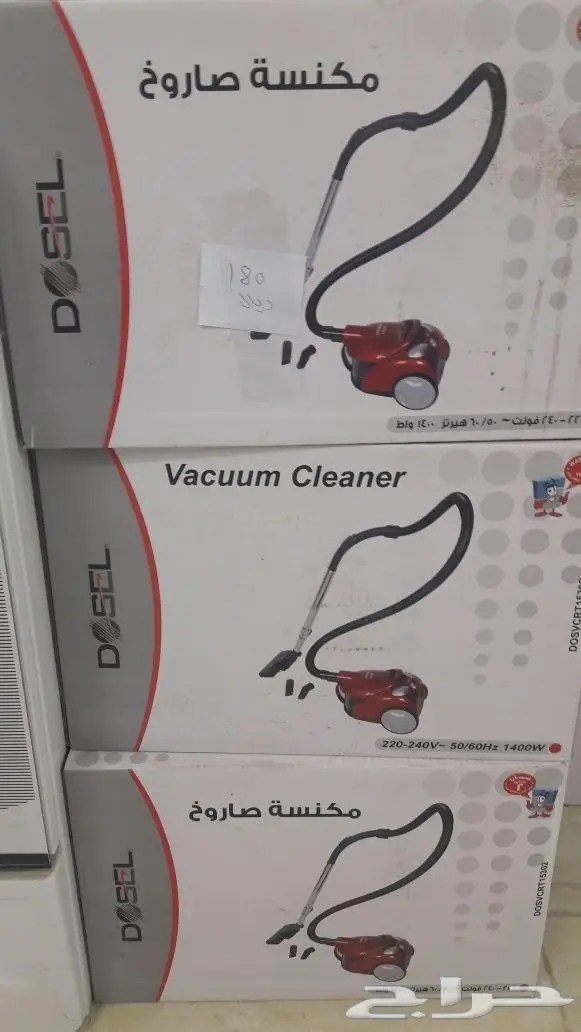 مكنسة صاروخ
DOSEL
180
ريال
٢٤٠ فولت ~ ٦٠/٥٠ هيرتز ١٤٠٠ واط
Vacuum Cleaner
DOSEL
220-240V~ 50/60Hz 1400W
مكنسة صاروخ
DOSEL
DOSVCRT15302
حراج